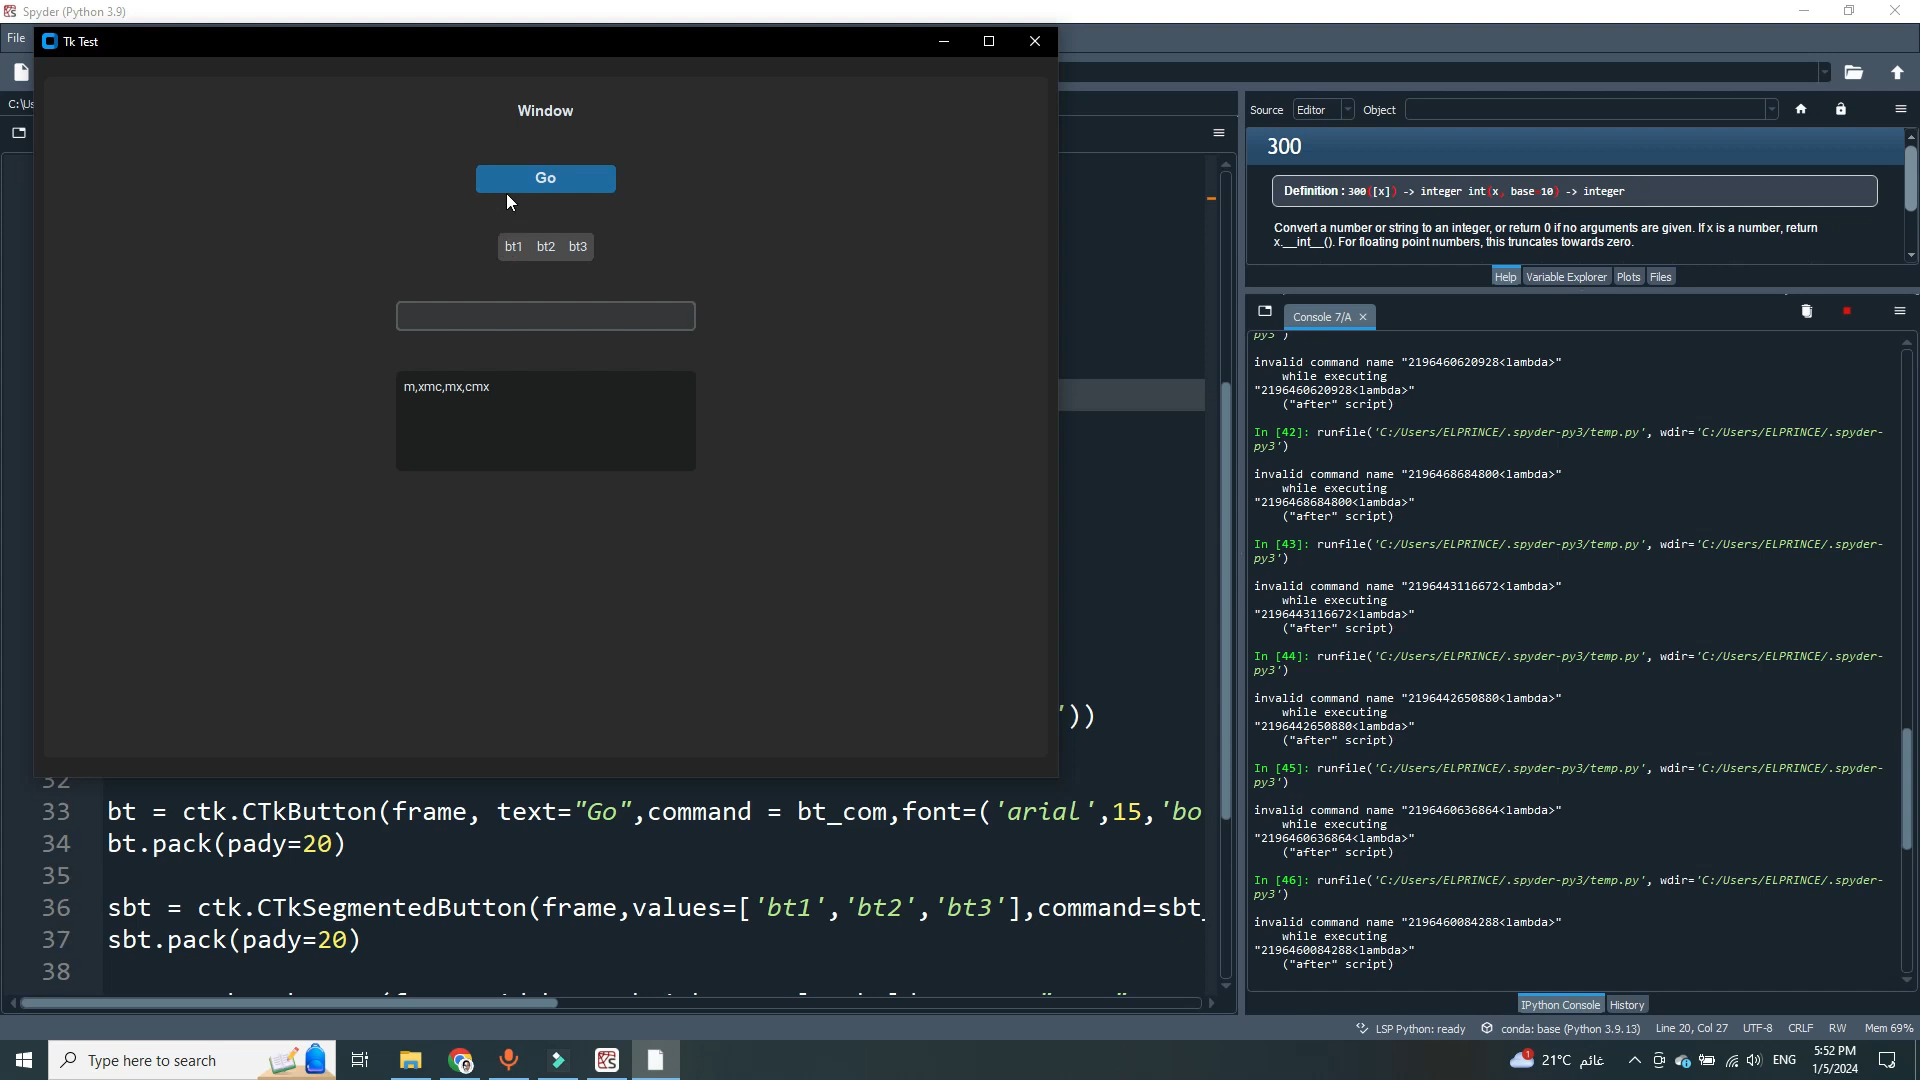 Spyder (Python 3.9)
File
Tk Test
C:\Us
Window
Go
bt1 bt2 bt3
m,xmc,mx,cmx
'))
32
33 bt = ctk.CTkButton(frame, text="Go",command = bt_com,font=('arial',15,'bo
34 bt.pack(pady=20)
35
36 sbt = ctk.CTkSegmentedButton(frame,values=['bt1','bt2','bt3'],command=sbt_
37 sbt.pack(pady=20)
38
Source Editor Object
300
Definition : 300([x]) -> integer int(x, base=10) -> integer
Convert a number or string to an integer, or return 0 if no arguments are given. If x is a number, return
x.__int__(). For floating point numbers, this truncates towards zero.
Help Variable Explorer Plots Files
Console 7/A
py3')
invalid command name "2196460620928<lambda>"
while executing
"2196460620928<lambda>"
("after" script)
In [42]: runfile('C:/Users/ELPRINCE/.spyder-py3/temp.py', wdir='C:/Users/ELPRINCE/.spyder-
py3')
invalid command name "2196468684800<lambda>"
while executing
"2196468684800<lambda>"
("after" script)
In [43]: runfile('C:/Users/ELPRINCE/.spyder-py3/temp.py', wdir='C:/Users/ELPRINCE/.spyder-
py3')
invalid command name "2196443116672<lambda>"
while executing
"2196443116672<lambda>"
("after" script)
In [44]: runfile('C:/Users/ELPRINCE/.spyder-py3/temp.py', wdir='C:/Users/ELPRINCE/.spyder-
py3')
invalid command name "2196442650880<lambda>"
while executing
"2196442650880<lambda>"
("after" script)
In [45]: runfile('C:/Users/ELPRINCE/.spyder-py3/temp.py', wdir='C:/Users/ELPRINCE/.spyder-
py3')
invalid command name "2196460636864<lambda>"
while executing
"2196460636864<lambda>"
("after" script)
In [46]: runfile('C:/Users/ELPRINCE/.spyder-py3/temp.py', wdir='C:/Users/ELPRINCE/.spyder-
py3')
invalid command name "2196460084288<lambda>"
while executing
"2196460084288<lambda>"
("after" script)
IPython Console History
LSP Python: ready conda: base (Python 3.9.13) Line 20, Col 27 UTF-8 CRLF RW Mem 69%
Type here to search
1 21°C غائم ENG 5:52 PM
1/5/2024